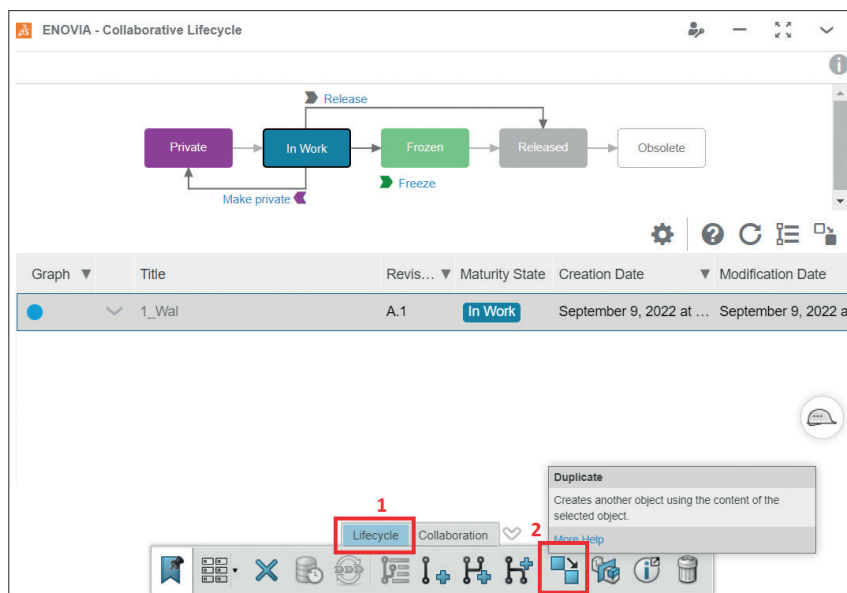 ENOVIA - Collaborative Lifecycle
Release
Private
In Work
Frozen
Released
Obsolete
Make private
Freeze
Graph Title Revis... Maturity State Creation Date Modification Date
1_Wal A.1 In Work September 9, 2022 at ... September 9, 2022 a
Duplicate
Creates another object using the content of the
selected object.
More Help
1
2
Lifecycle Collaboration